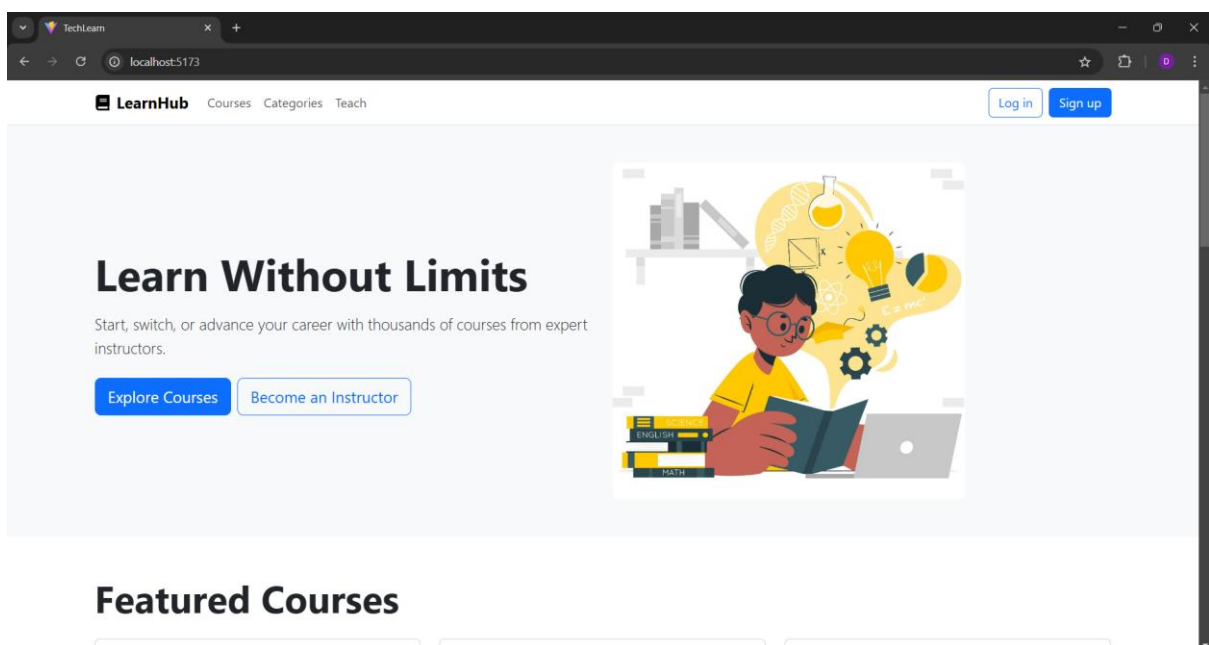 TechLearn
localhost:5173
D
LearnHub Courses Categories Teach Log in Sign up
Learn Without Limits
Start, switch, or advance your career with thousands of courses from expert
instructors.
Explore Courses Become an Instructor
x
E = mc²
SCIENCE
ENGLISH
MATH
Featured Courses